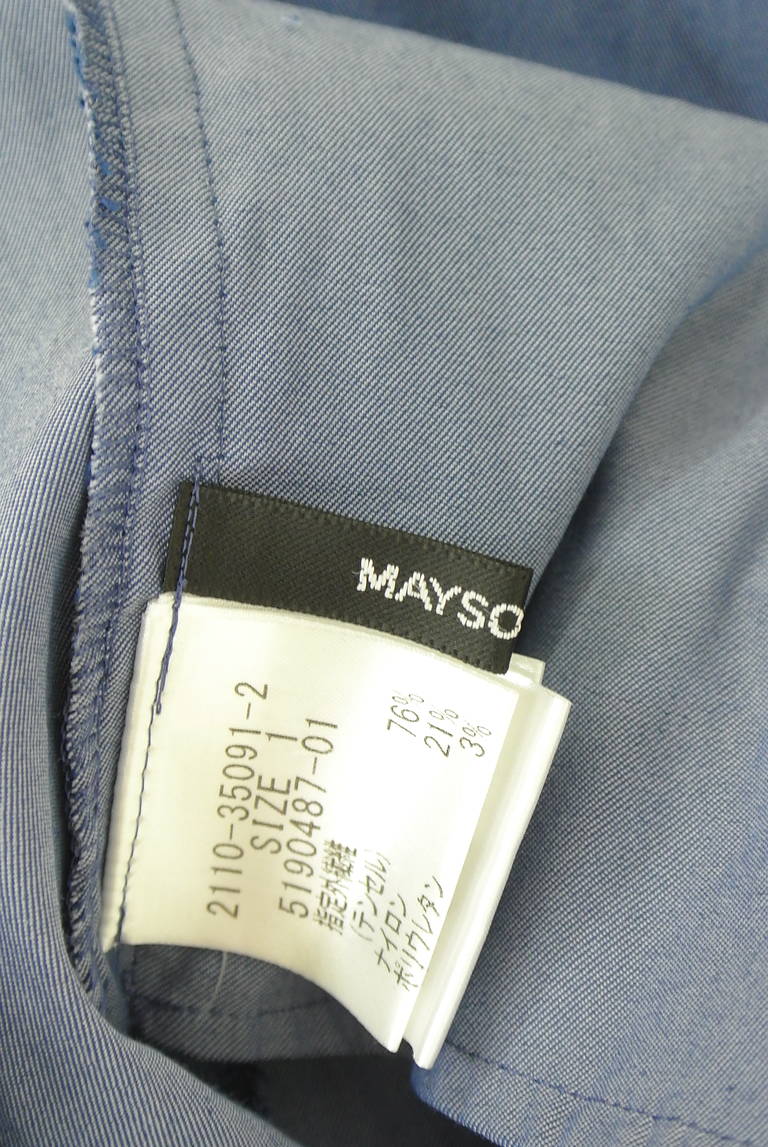 MAYSO
2110-35091-2
SIZE 1
5190487-01
指定外繊維
(テンセル) 76%
ナイロン 21%
ポリウレタン 3%